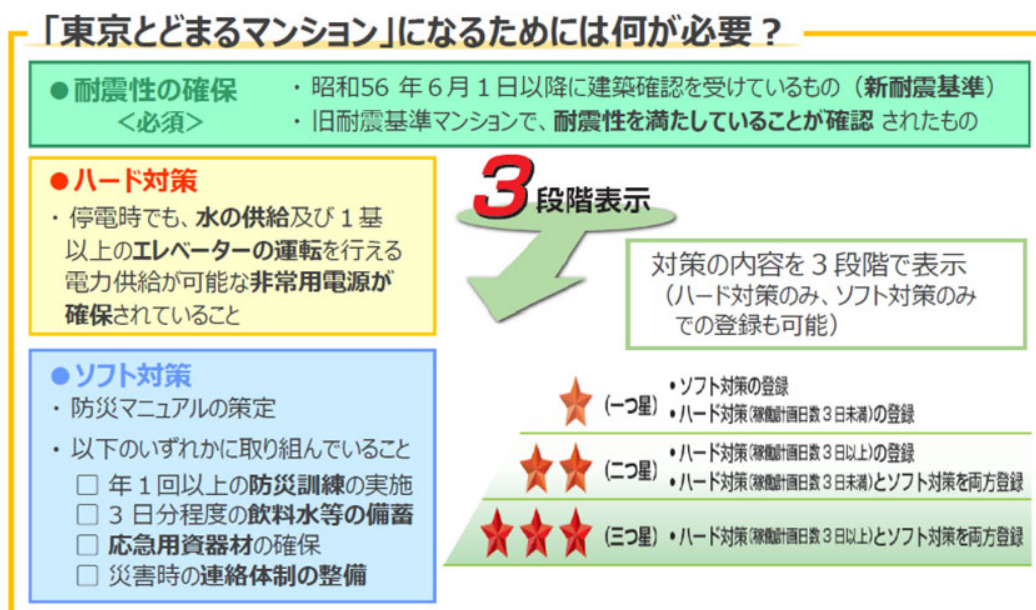 「東京とどまるマンション」になるためには何が必要？
●耐震性の確保
＜必須＞
・昭和56 年６月１日以降に建築確認を受けているもの（新耐震基準）
・旧耐震基準マンションで、耐震性を満たしていることが確認 されたもの
●ハード対策
・停電時でも、水の供給及び１基
以上のエレベーターの運転を行える
電力供給が可能な非常用電源が
確保されていること
3段階表示
対策の内容を３段階で表示
（ハード対策のみ、ソフト対策のみ
での登録も可能）
●ソフト対策
・防災マニュアルの策定
・以下のいずれかに取り組んでいること
□ 年１回以上の防災訓練の実施
□ ３日分程度の飲料水等の備蓄
□ 応急用資器材の確保
□ 災害時の連絡体制の整備
★(一つ星) •ソフト対策の登録
•ハード対策(稼働計画日数３日未満)の登録
★★(二つ星) •ハード対策(稼働計画日数３日以上)の登録
•ハード対策(稼働計画日数３日未満)とソフト対策を両方登録
★★★(三つ星) •ハード対策(稼働計画日数３日以上)とソフト対策を両方登録